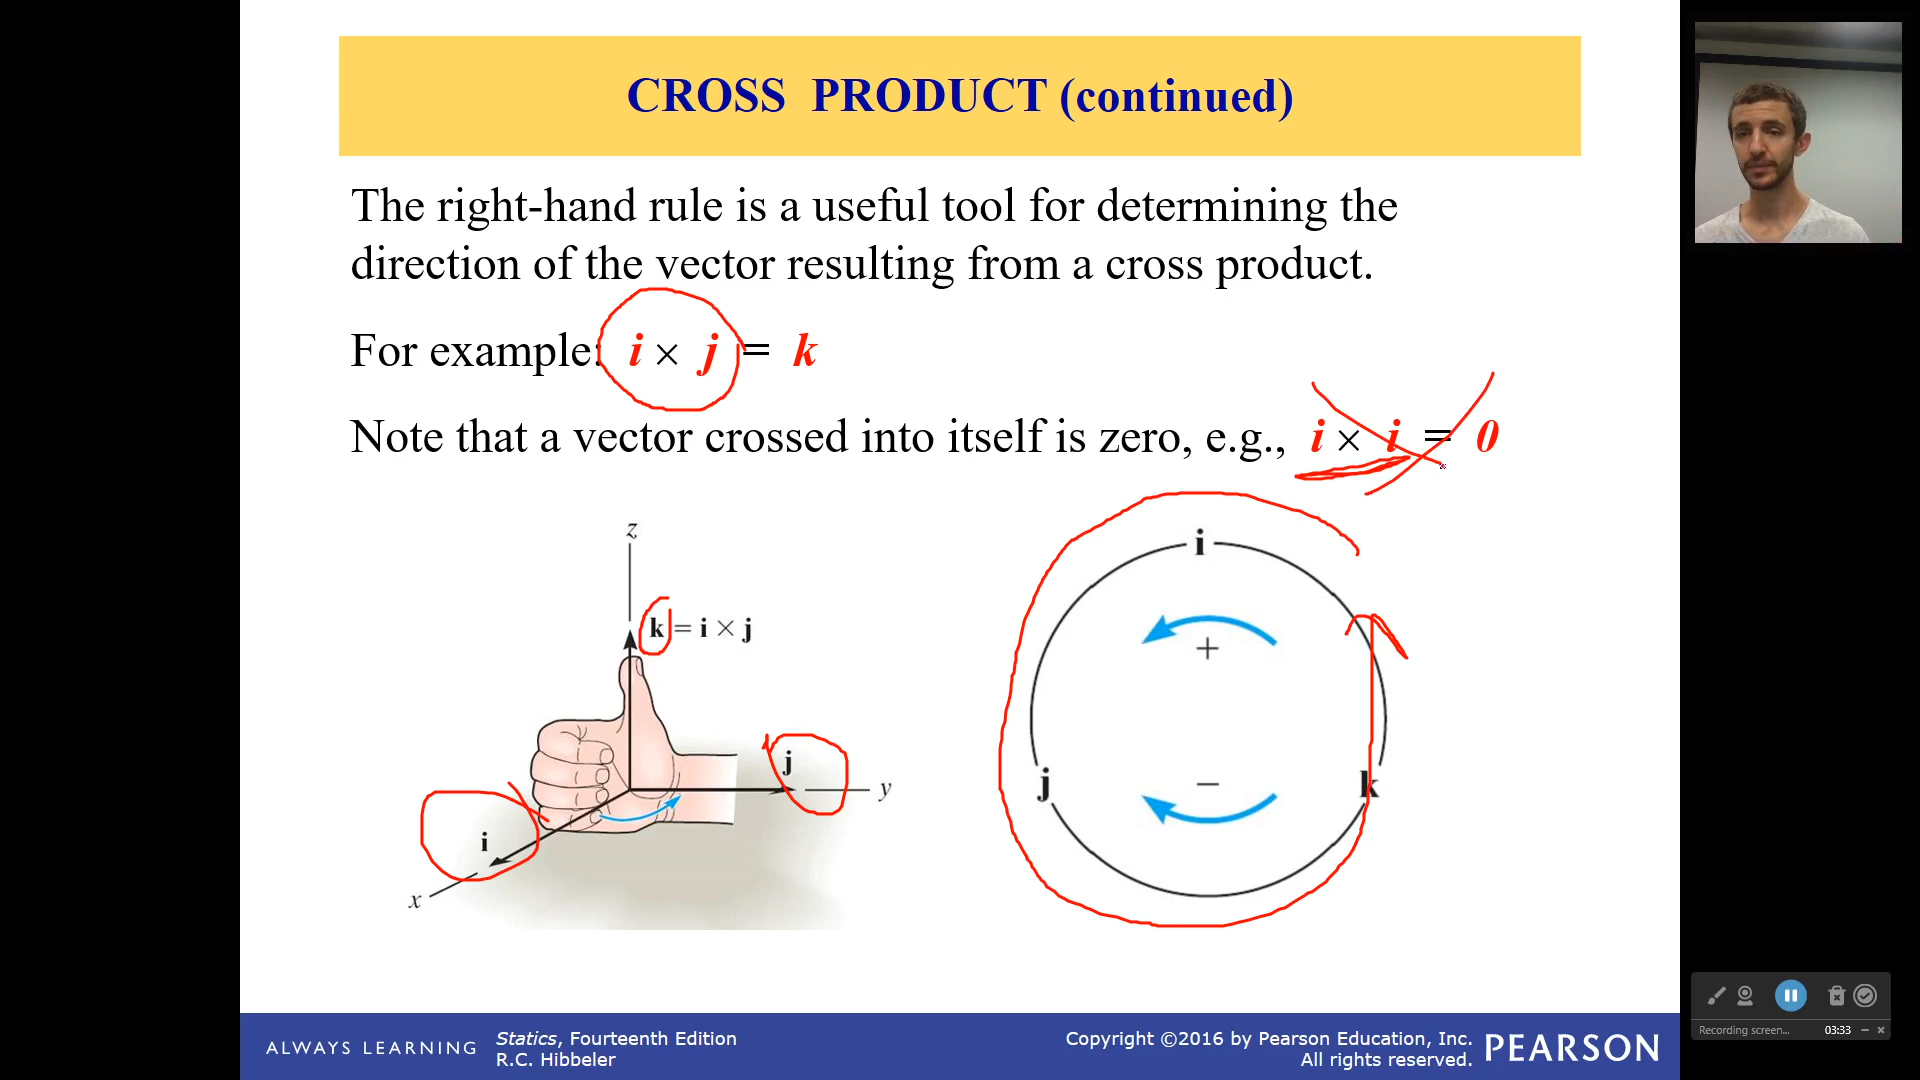 CROSS PRODUCT (continued)
The right-hand rule is a useful tool for determining the
direction of the vector resulting from a cross product.
For example: i × j = k
Note that a vector crossed into itself is zero, e.g., i × i = 0
z
k = i × j
j
y
i
x
i
+
j
−
k
ALWAYS LEARNING
Statics, Fourteenth Edition
R.C. Hibbeler
Copyright ©2016 by Pearson Education, Inc.
All rights reserved.
PEARSON
Recording screen... 03:33